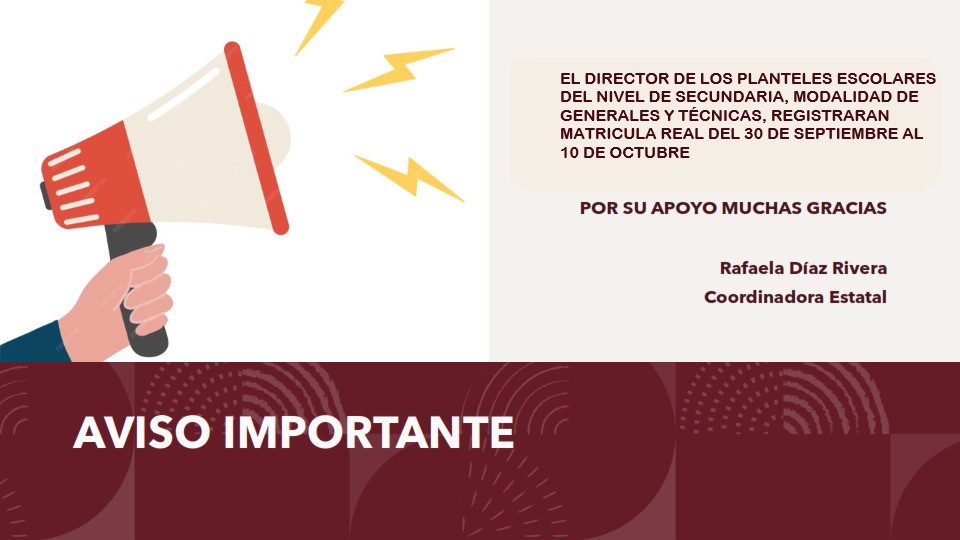 EL DIRECTOR DE LOS PLANTELES ESCOLARES
DEL NIVEL DE SECUNDARIA, MODALIDAD DE
GENERALES Y TÉCNICAS, REGISTRARAN
MATRICULA REAL DEL 30 DE SEPTIEMBRE AL
10 DE OCTUBRE
POR SU APOYO MUCHAS GRACIAS
Rafaela Díaz Rivera
Coordinadora Estatal
AVISO IMPORTANTE